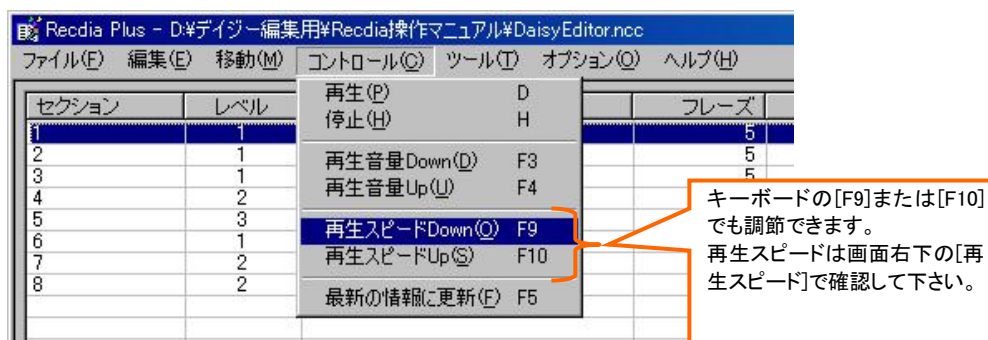 Recdia Plus - D:¥デイジー編集用¥Recdia操作マニュアル¥DaisyEditor.ncc
ファイル(F) 編集(E) 移動(M) コントロール(C) ツール(T) オプション(O) ヘルプ(H)
セクション レベル フレーズ
再生(P) D
停止(H) H
再生音量Down(D) F3
再生音量Up(U) F4
再生スピードDown(O) F9
再生スピードUp(S) F10
最新の情報に更新(F) F5
1 1 5
2 1 5
3 1 5
4 2
5 3
6 1
7 2
8 2
キーボードの[F9]または[F10]
でも調節できます。
再生スピードは画面右下の[再
生スピード]で確認して下さい。